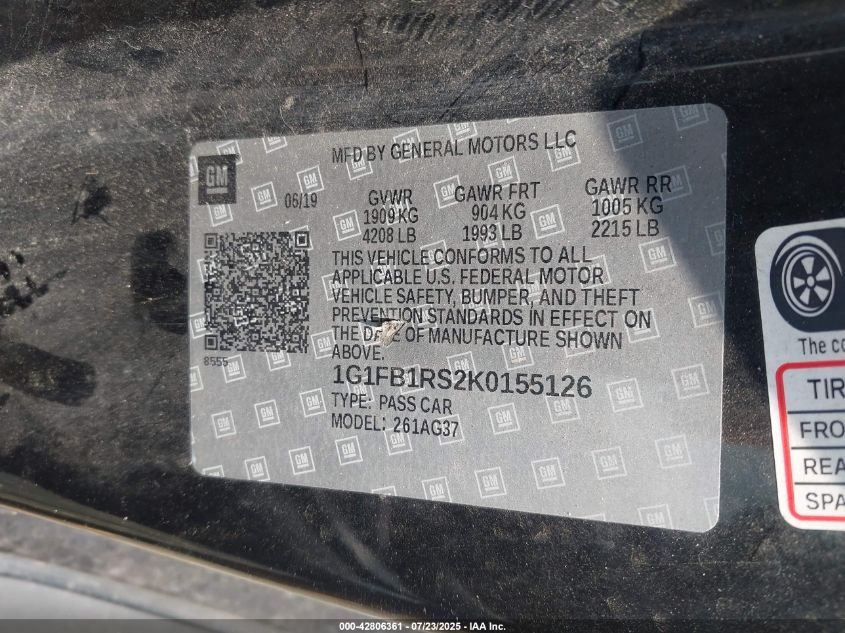 MFD BY GENERAL MOTORS LLC
GM
06/19
GVWR GAWR FRT GAWR RR
1909 KG 904 KG 1005 KG
4208 LB 1993 LB 2215 LB
THIS VEHICLE CONFORMS TO ALL
APPLICABLE U.S. FEDERAL MOTOR
VEHICLE SAFETY, BUMPER, AND THEFT
PREVENTION STANDARDS IN EFFECT ON
THE DATE OF MANUFACTURE SHOWN
ABOVE.
8555
1G1FB1RS2K0155126
TYPE: PASS CAR
MODEL: 261AG37
The co
TIR
FRO
REA
SPA
000-42806361 - 07/23/2025 - IAA, Inc.